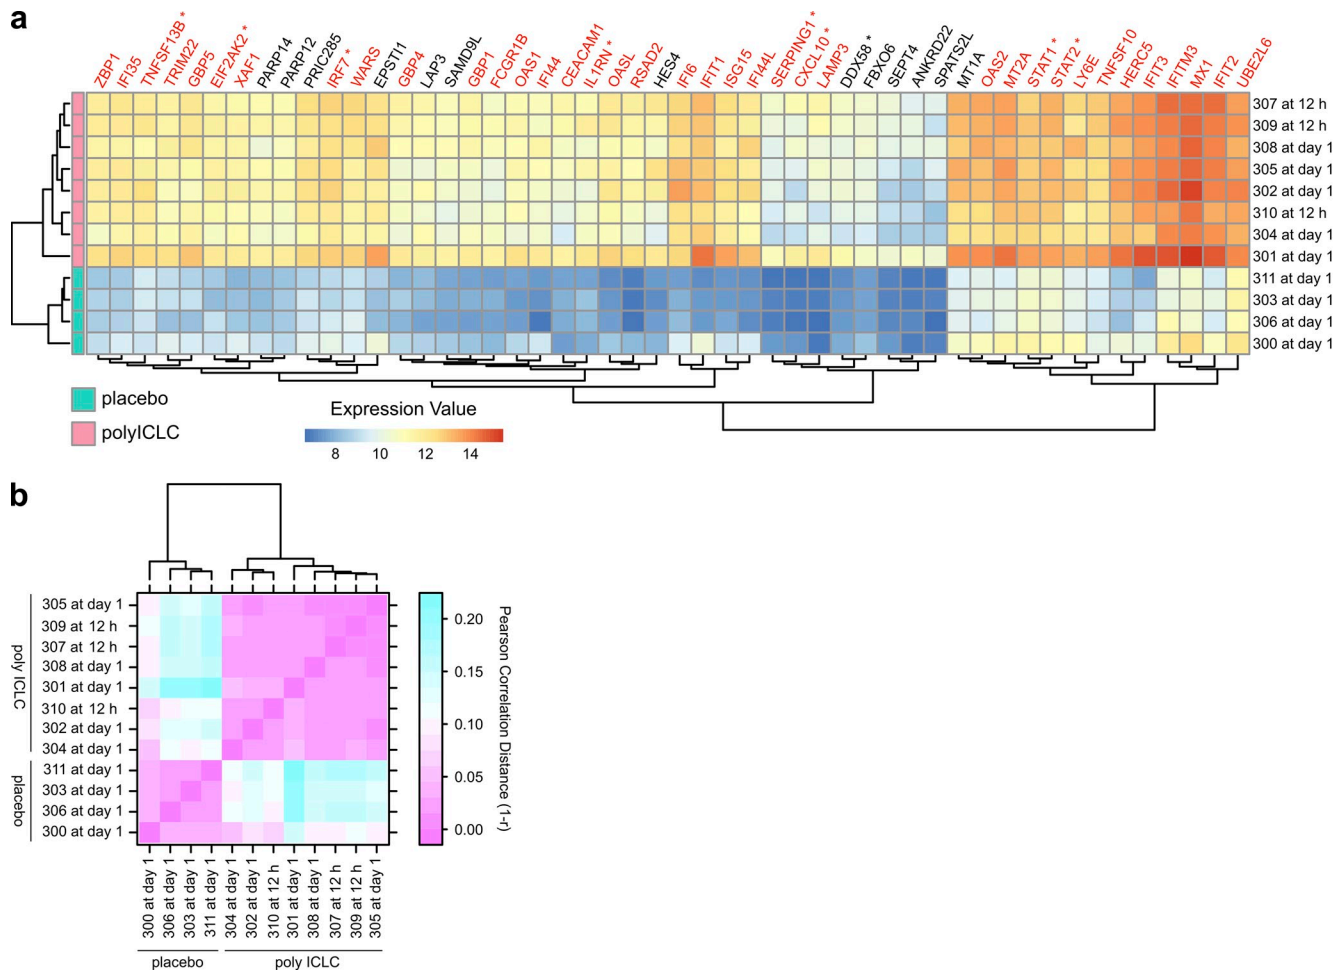 a
ZBP1
IFI35
TNFSF13B *
TRIM22
GBP5
EIF2AK2 *
XAF1
PARP14
PARP12
PRIC285
IRF7 *
WARS
EPSTI1
GBP4
LAP3
SAMD9L
GBP1
FCGR1B
OAS1
IFI44
CEACAM1
IL1RN *
OASL
RSAD2
HES4
IFI6
IFIT1
ISG15
IFI44L
SERPING1 *
CXCL10 *
LAMP3
DDX58 *
FBXO6
SEPT4
ANKRD22
SPATS2L
MT1A
OAS2
MT2A
STAT1 *
STAT2 *
LY6E
TNFSF10
HERC5
IFIT3
IFITM3
MX1
IFIT2
UBE2L6
307 at 12 h
309 at 12 h
308 at day 1
305 at day 1
302 at day 1
310 at 12 h
304 at day 1
301 at day 1
311 at day 1
303 at day 1
306 at day 1
300 at day 1
placebo
polyICLC
Expression Value
8 10 12 14
b
poly ICLC
305 at day 1
309 at 12 h
307 at 12 h
308 at day 1
301 at day 1
310 at 12 h
302 at day 1
304 at day 1
placebo
311 at day 1
303 at day 1
306 at day 1
300 at day 1
300 at day 1
306 at day 1
303 at day 1
311 at day 1
304 at day 1
302 at day 1
310 at 12 h
301 at day 1
308 at day 1
307 at 12 h
309 at 12 h
305 at day 1
placebo
poly ICLC
0.20
0.15
0.10
0.05
0.00
Pearson Correlation Distance (1-r)